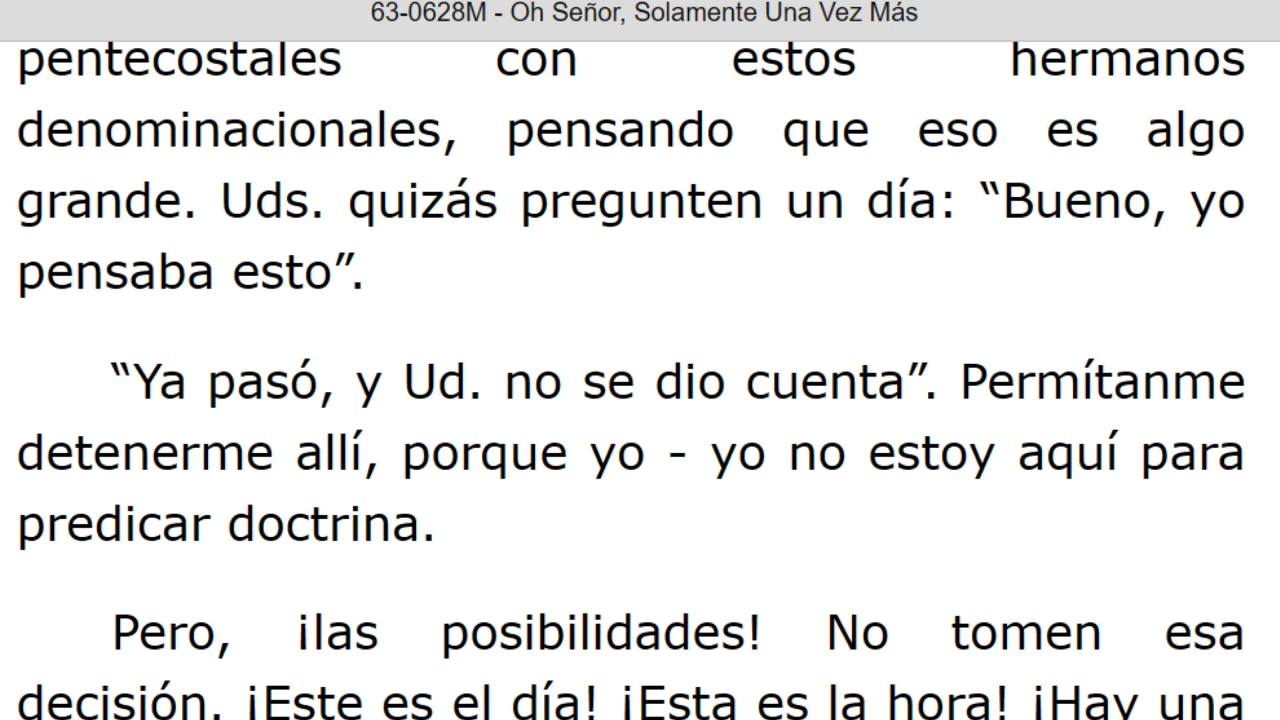 63-0628M - Oh Señor, Solamente Una Vez Más
pentecostales con estos hermanos
denominacionales, pensando que eso es algo
grande. Uds. quizás pregunten un día: “Bueno, yo
pensaba esto”.
“Ya pasó, y Ud. no se dio cuenta”. Permítanme
detenerme allí, porque yo - yo no estoy aquí para
predicar doctrina.
Pero, ¡las posibilidades! No tomen esa
decisión. ¡Este es el día! ¡Esta es la hora! ¡Hay una